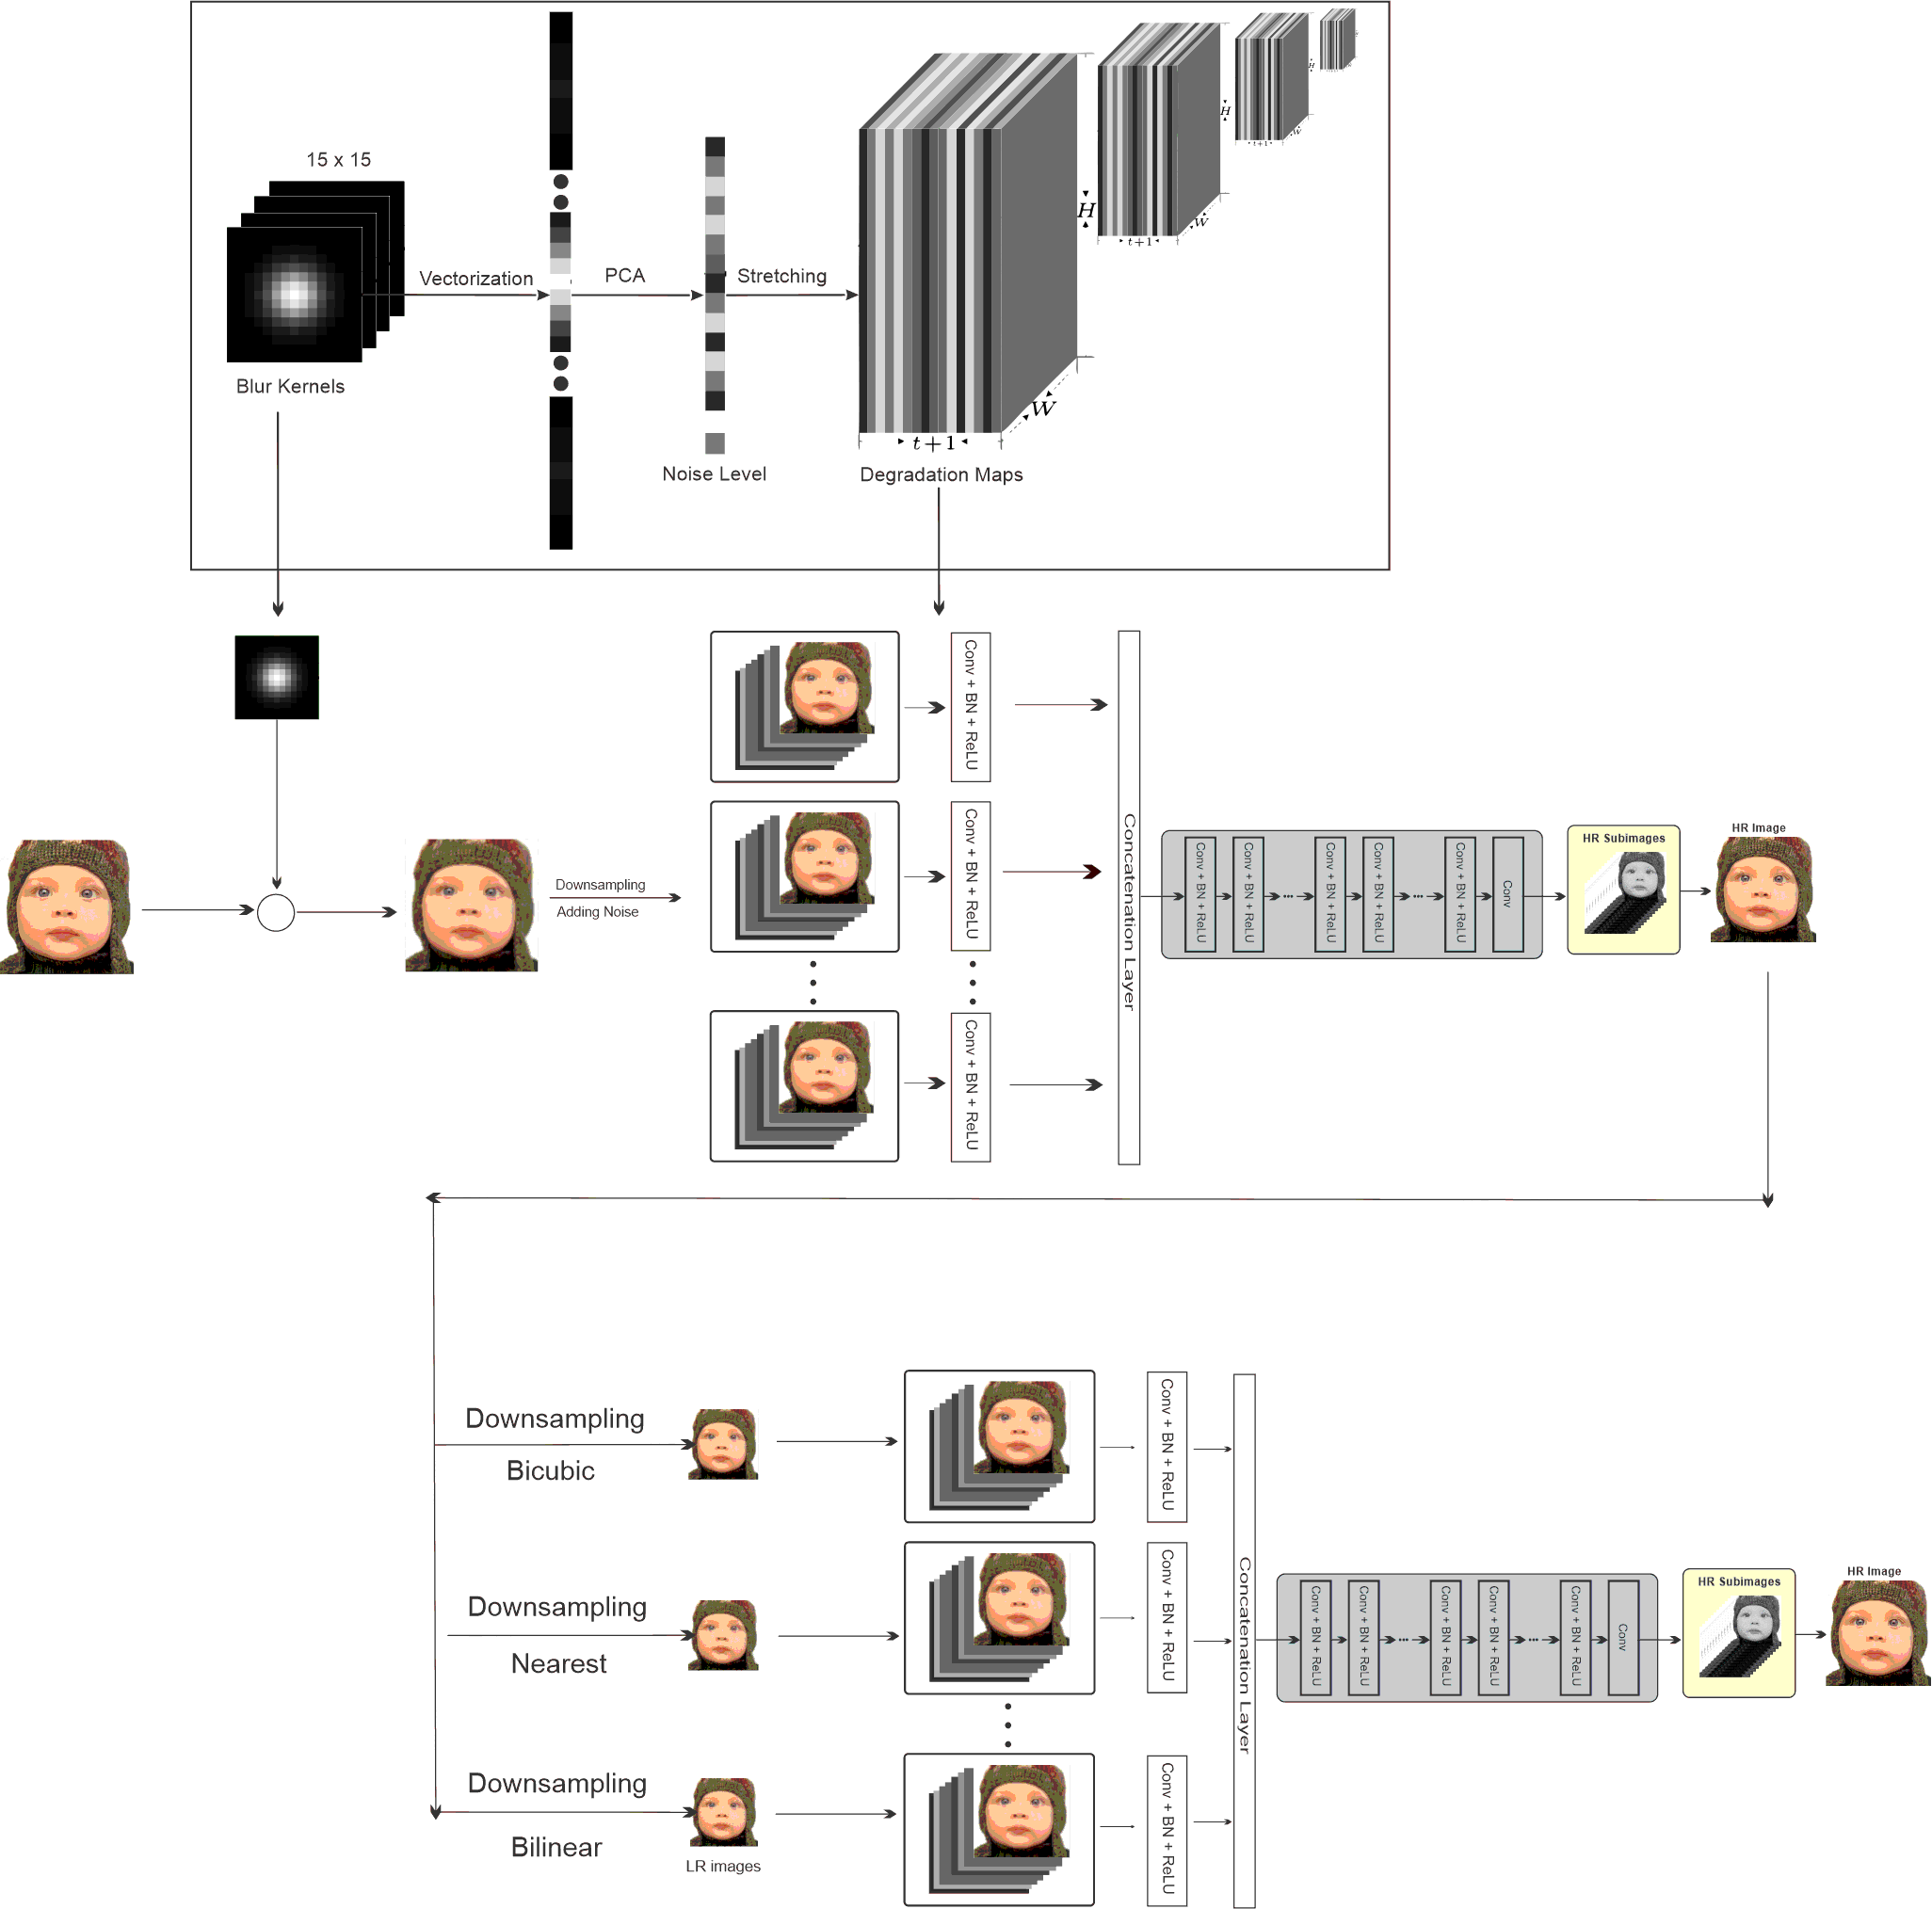 15 x 15
Vectorization
PCA
Stretching
Blur Kernels
Noise Level
Degradation Maps
t+1
W
H
t+1
W
H
t+1
W
H
Conv + BN + ReLU
Conv + BN + ReLU
Conv + BN + ReLU
Downsampling
Adding Noise
Concatenation Layer
Conv + BN + ReLU
Conv + BN + ReLU
...
Conv + BN + ReLU
Conv + BN + ReLU
...
Conv + BN + ReLU
Conv
HR Subimages
HR Image
Downsampling
Bicubic
Downsampling
Nearest
Downsampling
Bilinear
LR images
Conv + BN + ReLU
Conv + BN + ReLU
Conv + BN + ReLU
Concatenation Layer
Conv + BN + ReLU
Conv + BN + ReLU
...
Conv + BN + ReLU
Conv + BN + ReLU
...
Conv + BN + ReLU
Conv
HR Subimages
HR Image